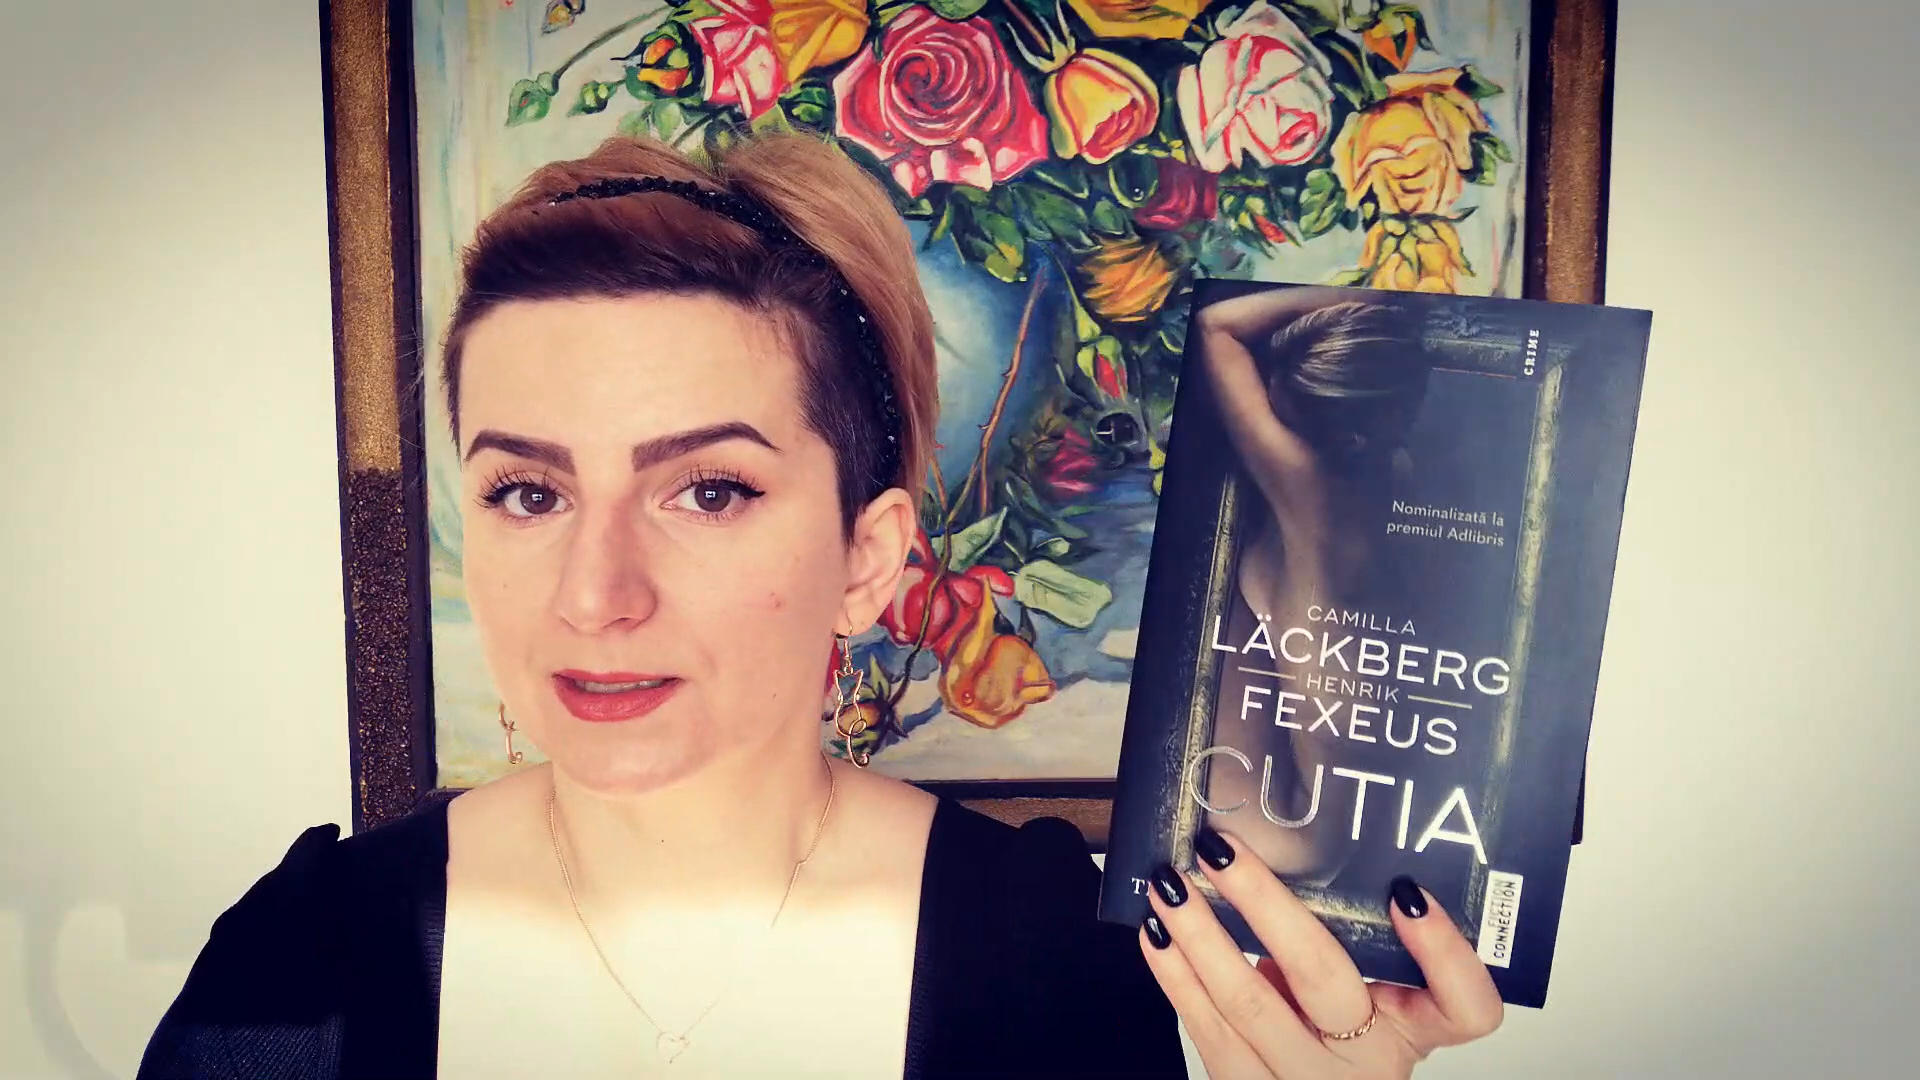 CRIME
Nominalizată la
premiul Adlibris
CAMILLA
LÄCKBERG
HENRIK
FEXEUS
CUTIA
FICTION
CONNECTION